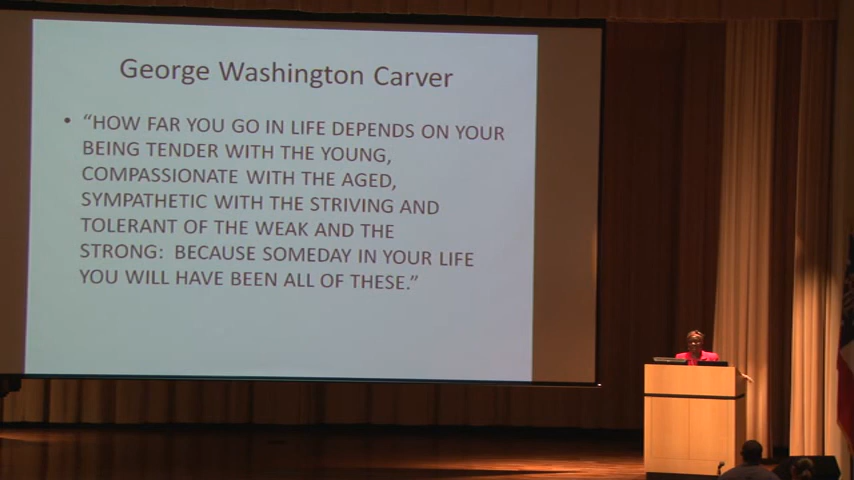 George Washington Carver
• “HOW FAR YOU GO IN LIFE DEPENDS ON YOUR
BEING TENDER WITH THE YOUNG,
COMPASSIONATE WITH THE AGED,
SYMPATHETIC WITH THE STRIVING AND
TOLERANT OF THE WEAK AND THE
STRONG:  BECAUSE SOMEDAY IN YOUR LIFE
YOU WILL HAVE BEEN ALL OF THESE.”